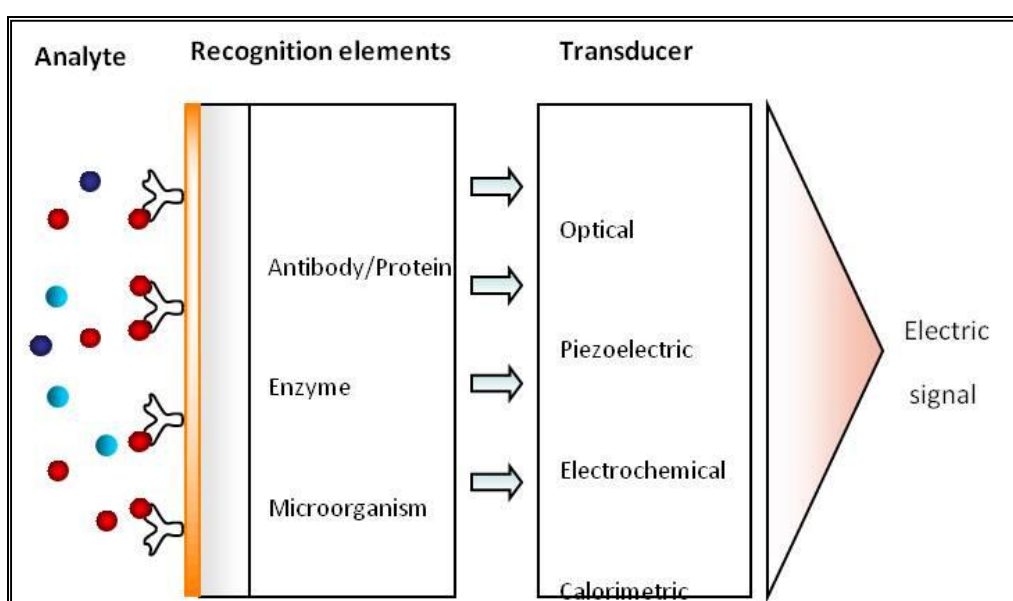 Analyte
Recognition elements
Transducer
Antibody/Protein
Enzyme
Microorganism
Optical
Piezoelectric
Electrochemical
Calorimetric
Electric
signal